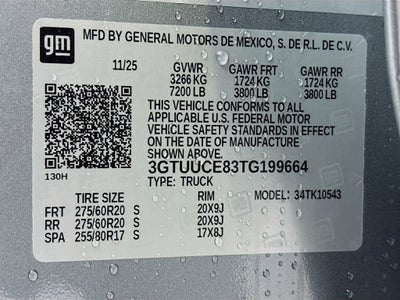 gm
MFD BY GENERAL MOTORS DE MEXICO, S. DE R.L. DE C.V.
11/25 GVWR GAWR FRT GAWR RR
3266 KG 1724 KG 1724 KG
7200 LB 3800 LB 3800 LB
THIS VEHICLE CONFORMS TO ALL
APPLICABLE U.S. FEDERAL MOTOR
VEHICLE SAFETY STANDARDS IN EFFECT
ON THE DATE OF MANUFACTURE
SHOWN ABOVE.
3GTUUCE83TG199664
130H
TYPE: TRUCK MODEL: 34TK10543
TIRE SIZE RIM
FRT 275/60R20 S 20X9J
RR 275/60R20 S 20X9J
SPA 255/80R17 S 17X8J